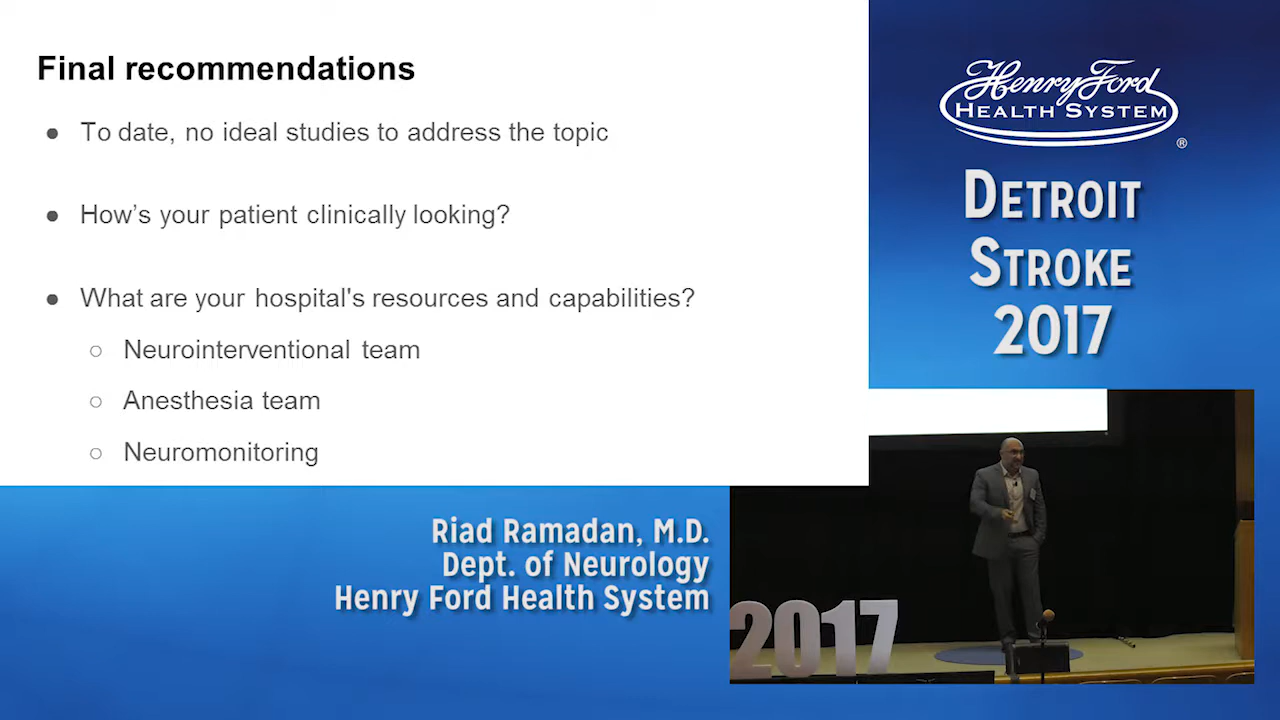 Final recommendations
● To date, no ideal studies to address the topic
● How’s your patient clinically looking?
● What are your hospital's resources and capabilities?
○ Neurointerventional team
○ Anesthesia team
○ Neuromonitoring
Henry Ford
HEALTH SYSTEM
®
DETROIT
STROKE
2017
Riad Ramadan, M.D.
Dept. of Neurology
Henry Ford Health System
2017